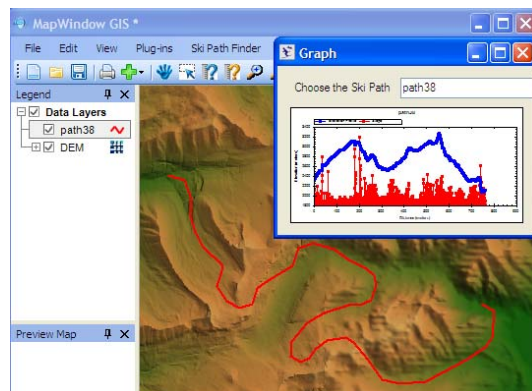 MapWindow GIS *
File Edit View Plug-ins Ski Path Finder
Legend
Data Layers
path38
DEM
Preview Map
Graph
Choose the Ski Path path38
path38